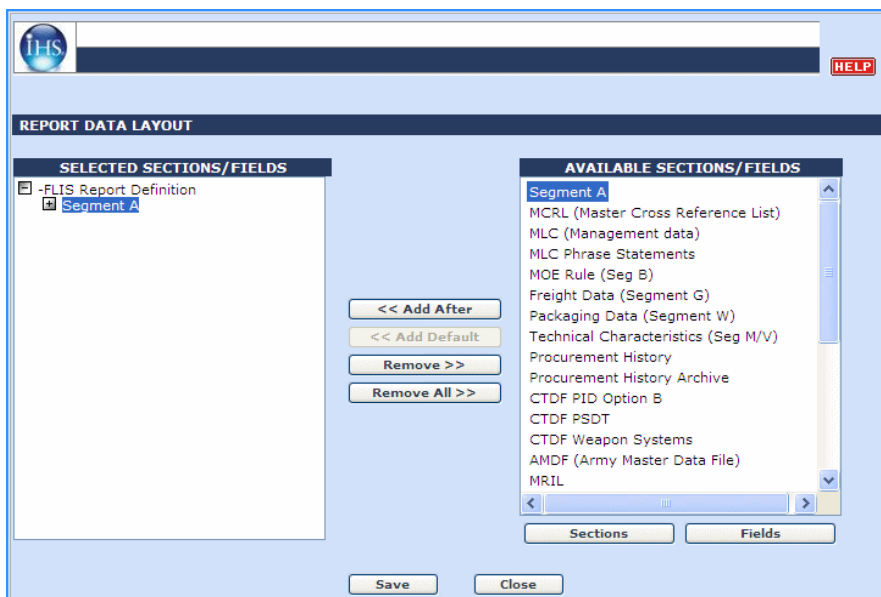 iHS
HELP
REPORT DATA LAYOUT
SELECTED SECTIONS/FIELDS
-FLIS Report Definition
Segment A
<< Add After
<< Add Default
Remove >>
Remove All >>
AVAILABLE SECTIONS/FIELDS
Segment A
MCRL (Master Cross Reference List)
MLC (Management data)
MLC Phrase Statements
MOE Rule (Seg B)
Freight Data (Segment G)
Packaging Data (Segment W)
Technical Characteristics (Seg M/V)
Procurement History
Procurement History Archive
CTDF PID Option B
CTDF PSDT
CTDF Weapon Systems
AMDF (Army Master Data File)
MRIL
Sections
Fields
Save
Close